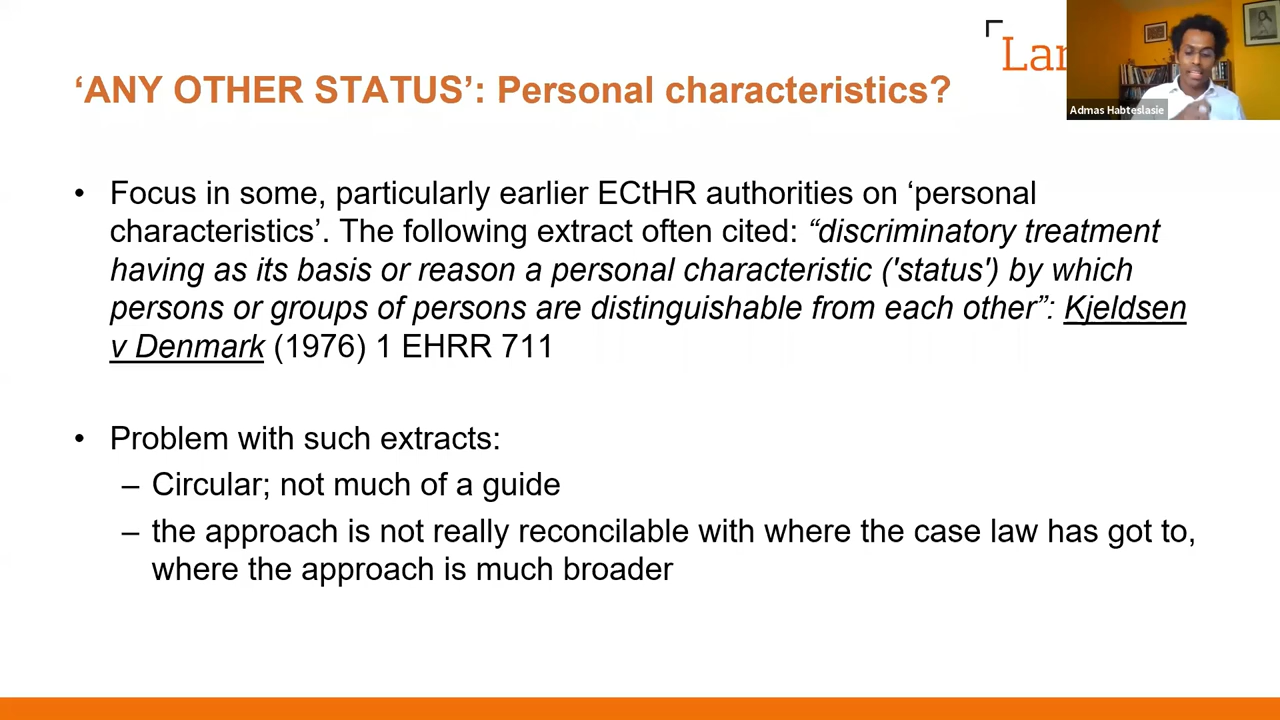 Lan
‘ANY OTHER STATUS’: Personal characteristics?
Admas Habteslasie
• Focus in some, particularly earlier ECtHR authorities on ‘personal
characteristics’. The following extract often cited: “discriminatory treatment
having as its basis or reason a personal characteristic ('status') by which
persons or groups of persons are distinguishable from each other”: Kjeldsen
v Denmark (1976) 1 EHRR 711
• Problem with such extracts:
– Circular; not much of a guide
– the approach is not really reconcilable with where the case law has got to,
where the approach is much broader